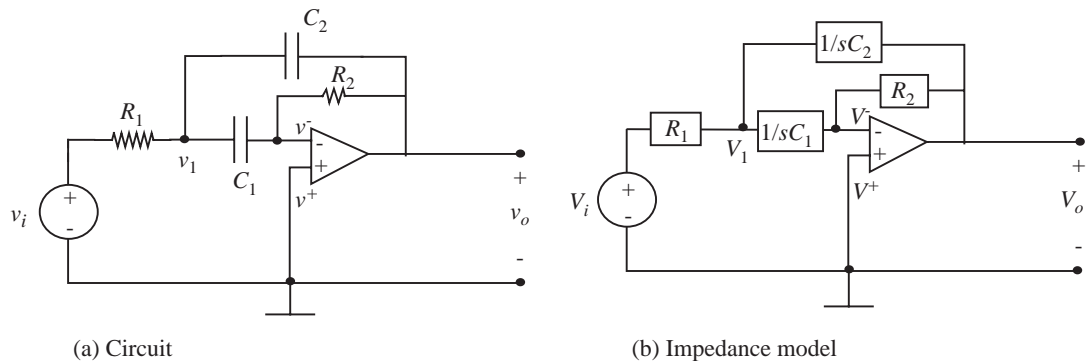 C₂
R₂
R₁
v⁻
-
v₁
+
C₁
v⁺
vᵢ
+
-
+
vₒ
-
(a) Circuit
1/sC₂
R₂
R₁
V₁
1/sC₁
V⁻
-
+
V⁺
Vᵢ
+
-
+
Vₒ
-
(b) Impedance model